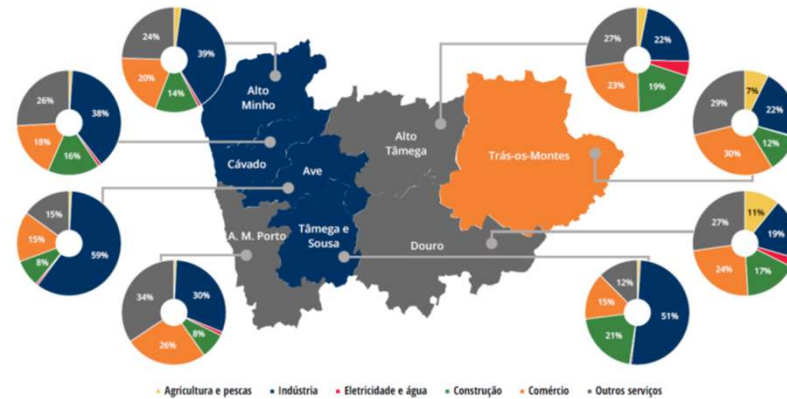 24%
39%
20%
14%
27%
22%
23%
19%
26%
38%
18%
16%
7%
29%
22%
30%
12%
Alto
Minho
Cávado
Ave
Alto
Tâmega
Trás-os-Montes
A. M. Porto
Tâmega e
Sousa
Douro
15%
15%
59%
8%
11%
27%
19%
24%
17%
34%
30%
26%
8%
12%
15%
51%
21%
Agricultura e pescas Indústria Eletricidade e água Construção Comércio Outros serviços